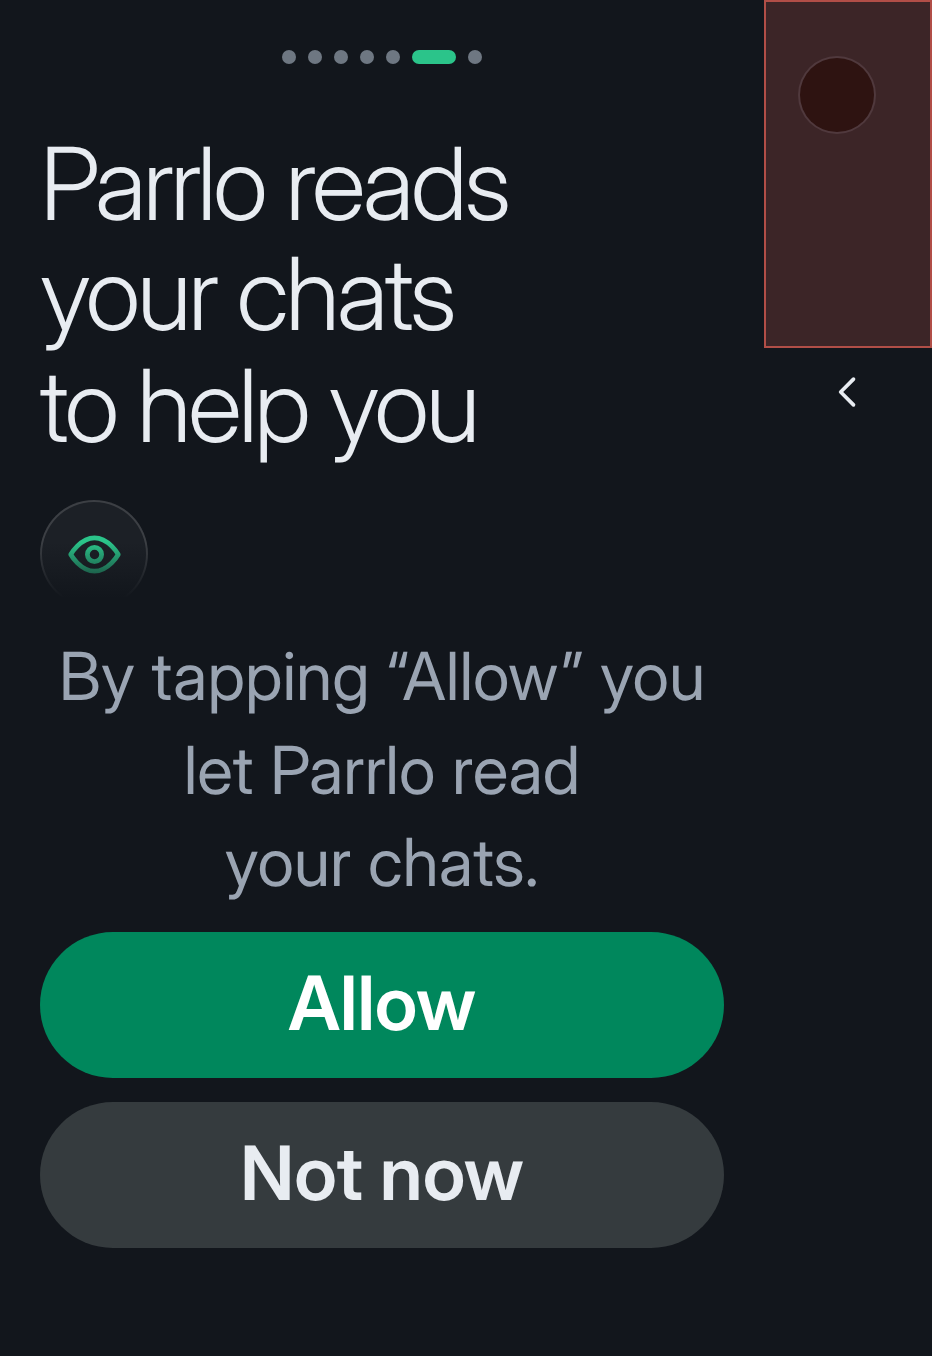 Parrlo reads
your chats
to help you
By tapping “Allow” you
let Parrlo read
your chats.
Allow
Not now